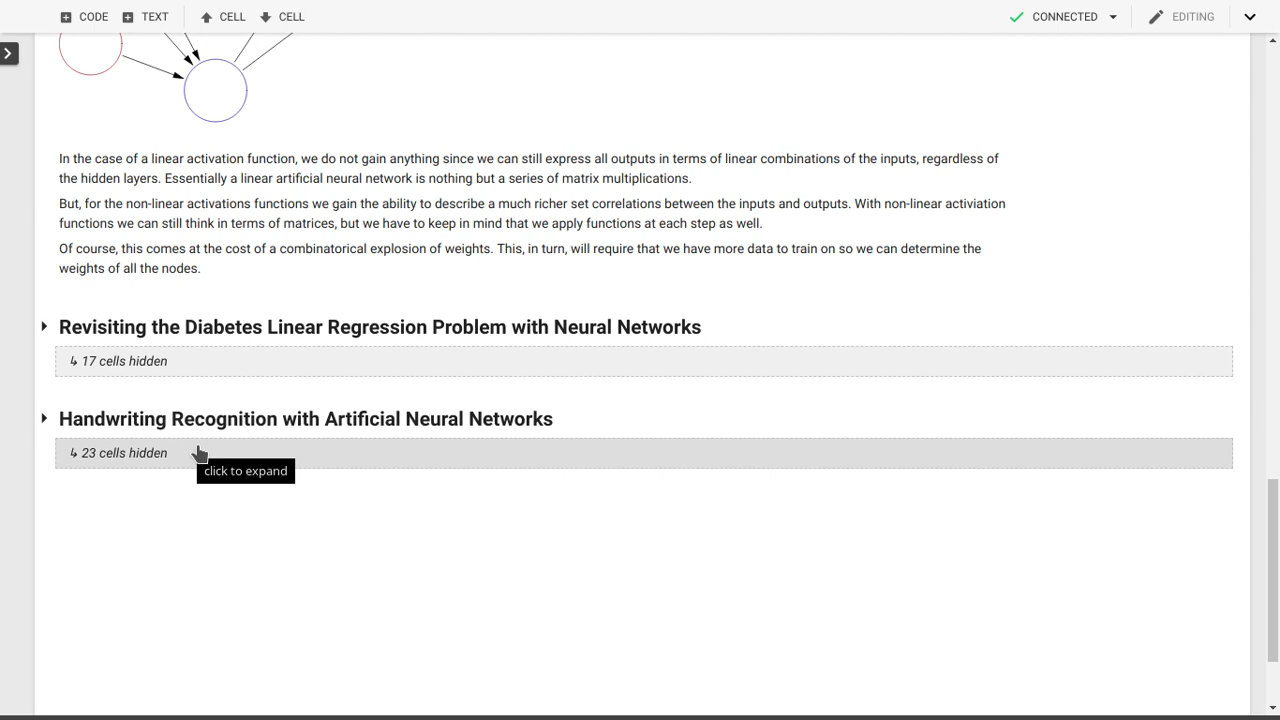 CODE TEXT CELL CELL CONNECTED EDITING
In the case of a linear activation function, we do not gain anything since we can still express all outputs in terms of linear combinations of the inputs, regardless of
the hidden layers. Essentially a linear artificial neural network is nothing but a series of matrix multiplications.
But, for the non-linear activations functions we gain the ability to describe a much richer set correlations between the inputs and outputs. With non-linear activiation
functions we can still think in terms of matrices, but we have to keep in mind that we apply functions at each step as well.
Of course, this comes at the cost of a combinatorical explosion of weights. This, in turn, will require that we have more data to train on so we can determine the
weights of all the nodes.
Revisiting the Diabetes Linear Regression Problem with Neural Networks
↳ 17 cells hidden
Handwriting Recognition with Artificial Neural Networks
↳ 23 cells hidden
click to expand